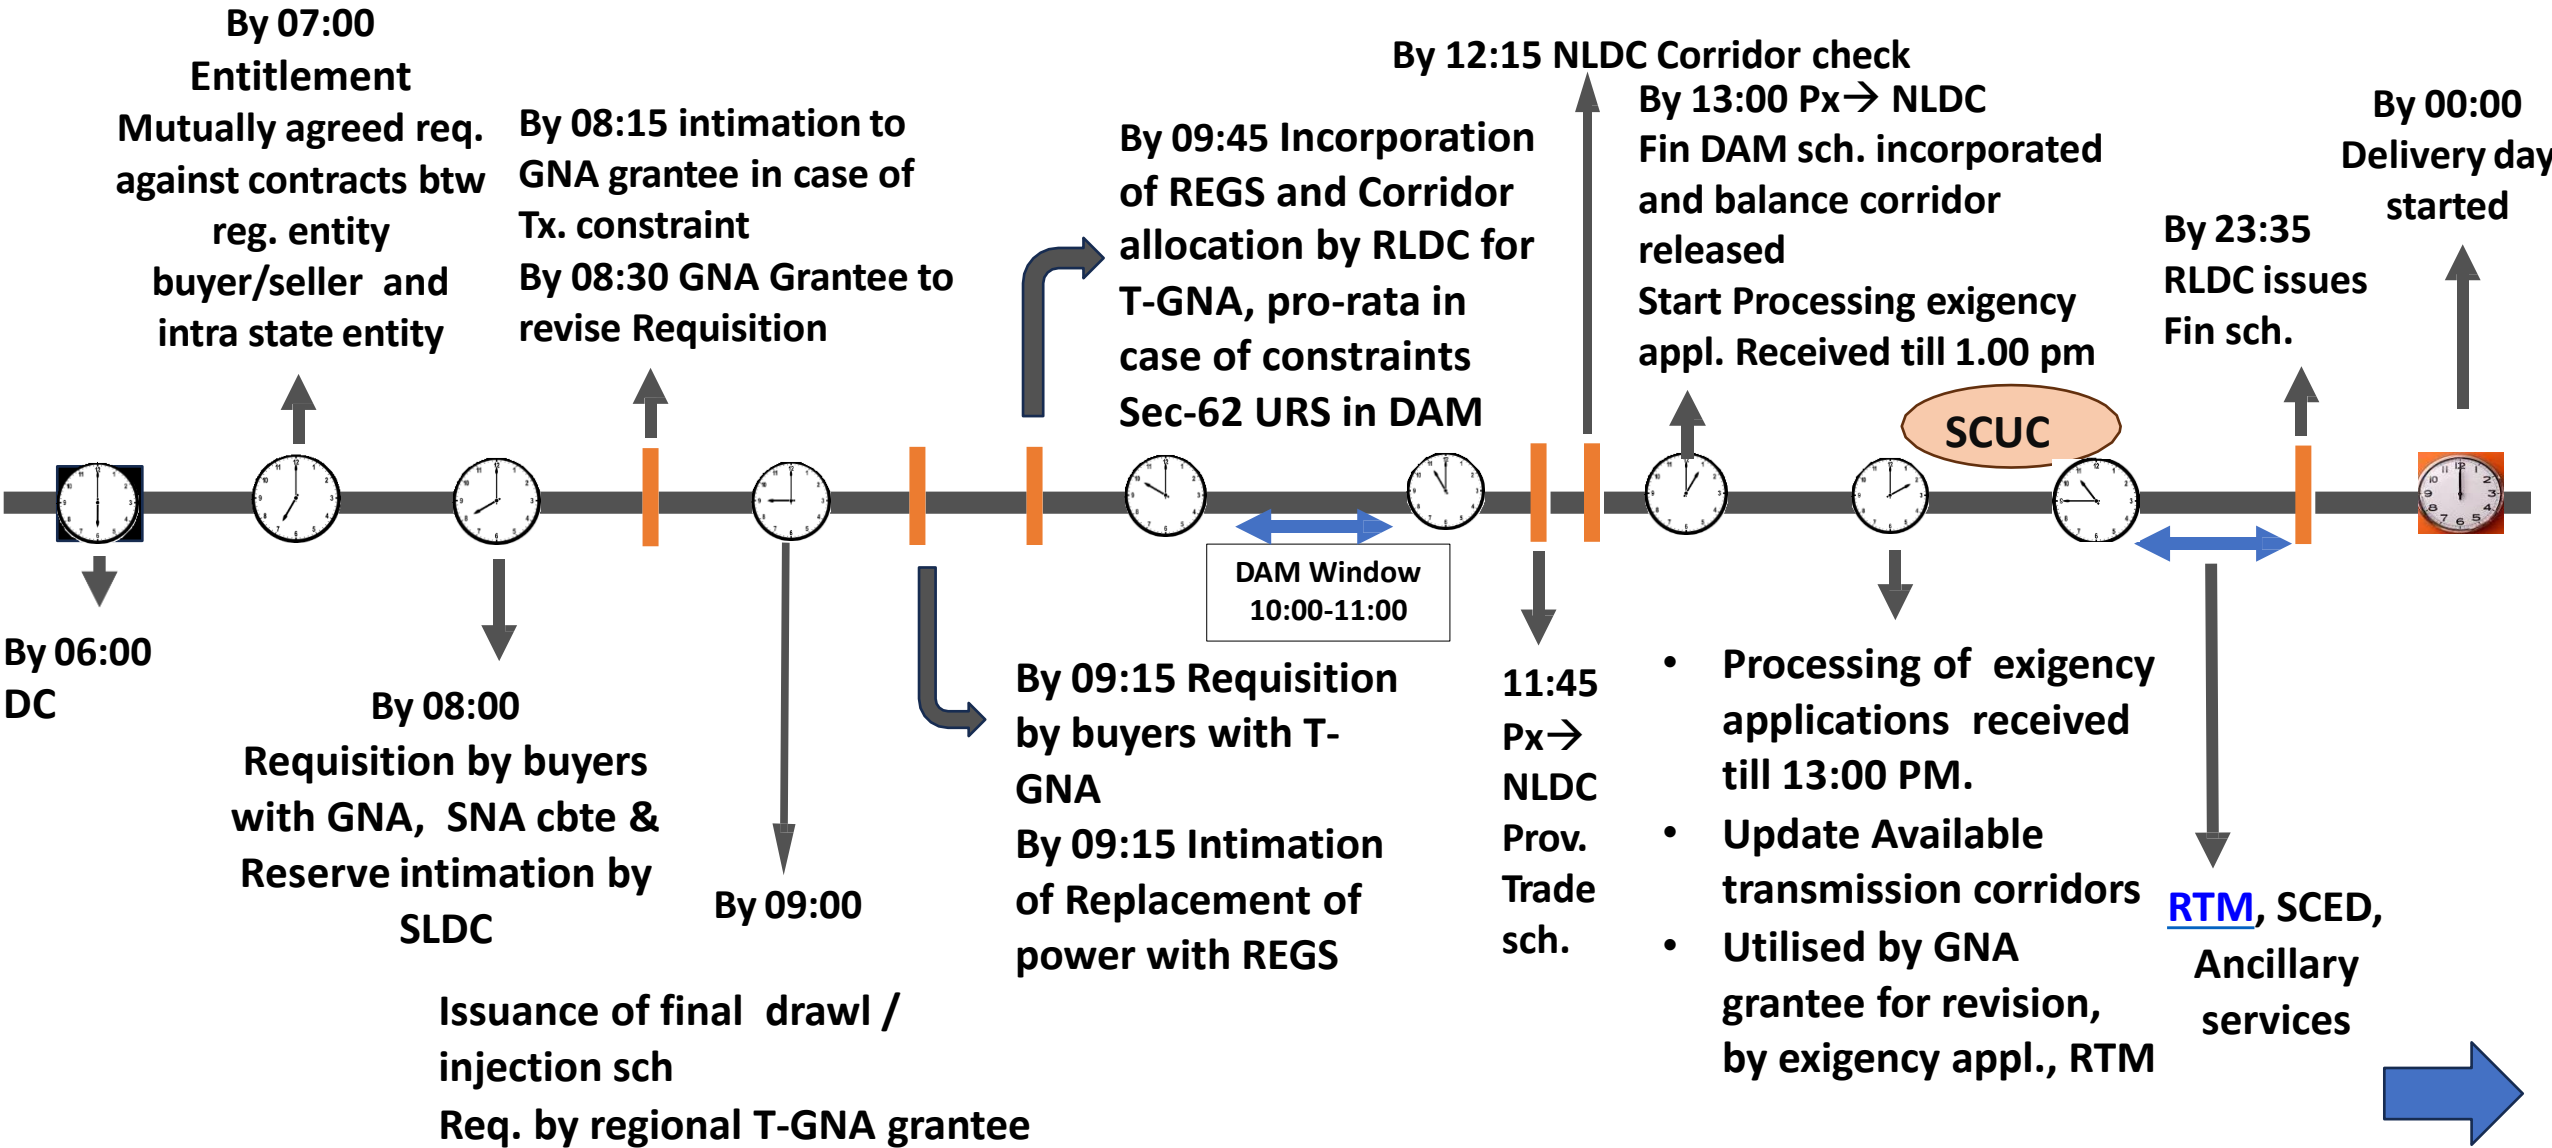 By 07:00
Entitlement
Mutually agreed req.
against contracts btw
reg. entity
buyer/seller and
intra state entity
By 08:15 intimation to
GNA grantee in case of
Tx. constraint
By 08:30 GNA Grantee to
revise Requisition
By 09:45 Incorporation
of REGS and Corridor
allocation by RLDC for
T-GNA, pro-rata in
case of constraints
Sec-62 URS in DAM
By 12:15 NLDC Corridor check
By 13:00 Px→ NLDC
Fin DAM sch. incorporated
and balance corridor
released
Start Processing exigency
appl. Received till 1.00 pm
SCUC
By 23:35
RLDC issues
Fin sch.
By 00:00
Delivery day
started
By 06:00
DC
By 08:00
Requisition by buyers
with GNA, SNA cbte &
Reserve intimation by
SLDC
By 09:00
Issuance of final drawl /
injection sch
Req. by regional T-GNA grantee
By 09:15 Requisition
by buyers with T-
GNA
By 09:15 Intimation
of Replacement of
power with REGS
DAM Window
10:00-11:00
11:45
Px→
NLDC
Prov.
Trade
sch.
• Processing of exigency
applications received
till 13:00 PM.
• Update Available
transmission corridors
• Utilised by GNA
grantee for revision,
by exigency appl., RTM
RTM, SCED,
Ancillary
services